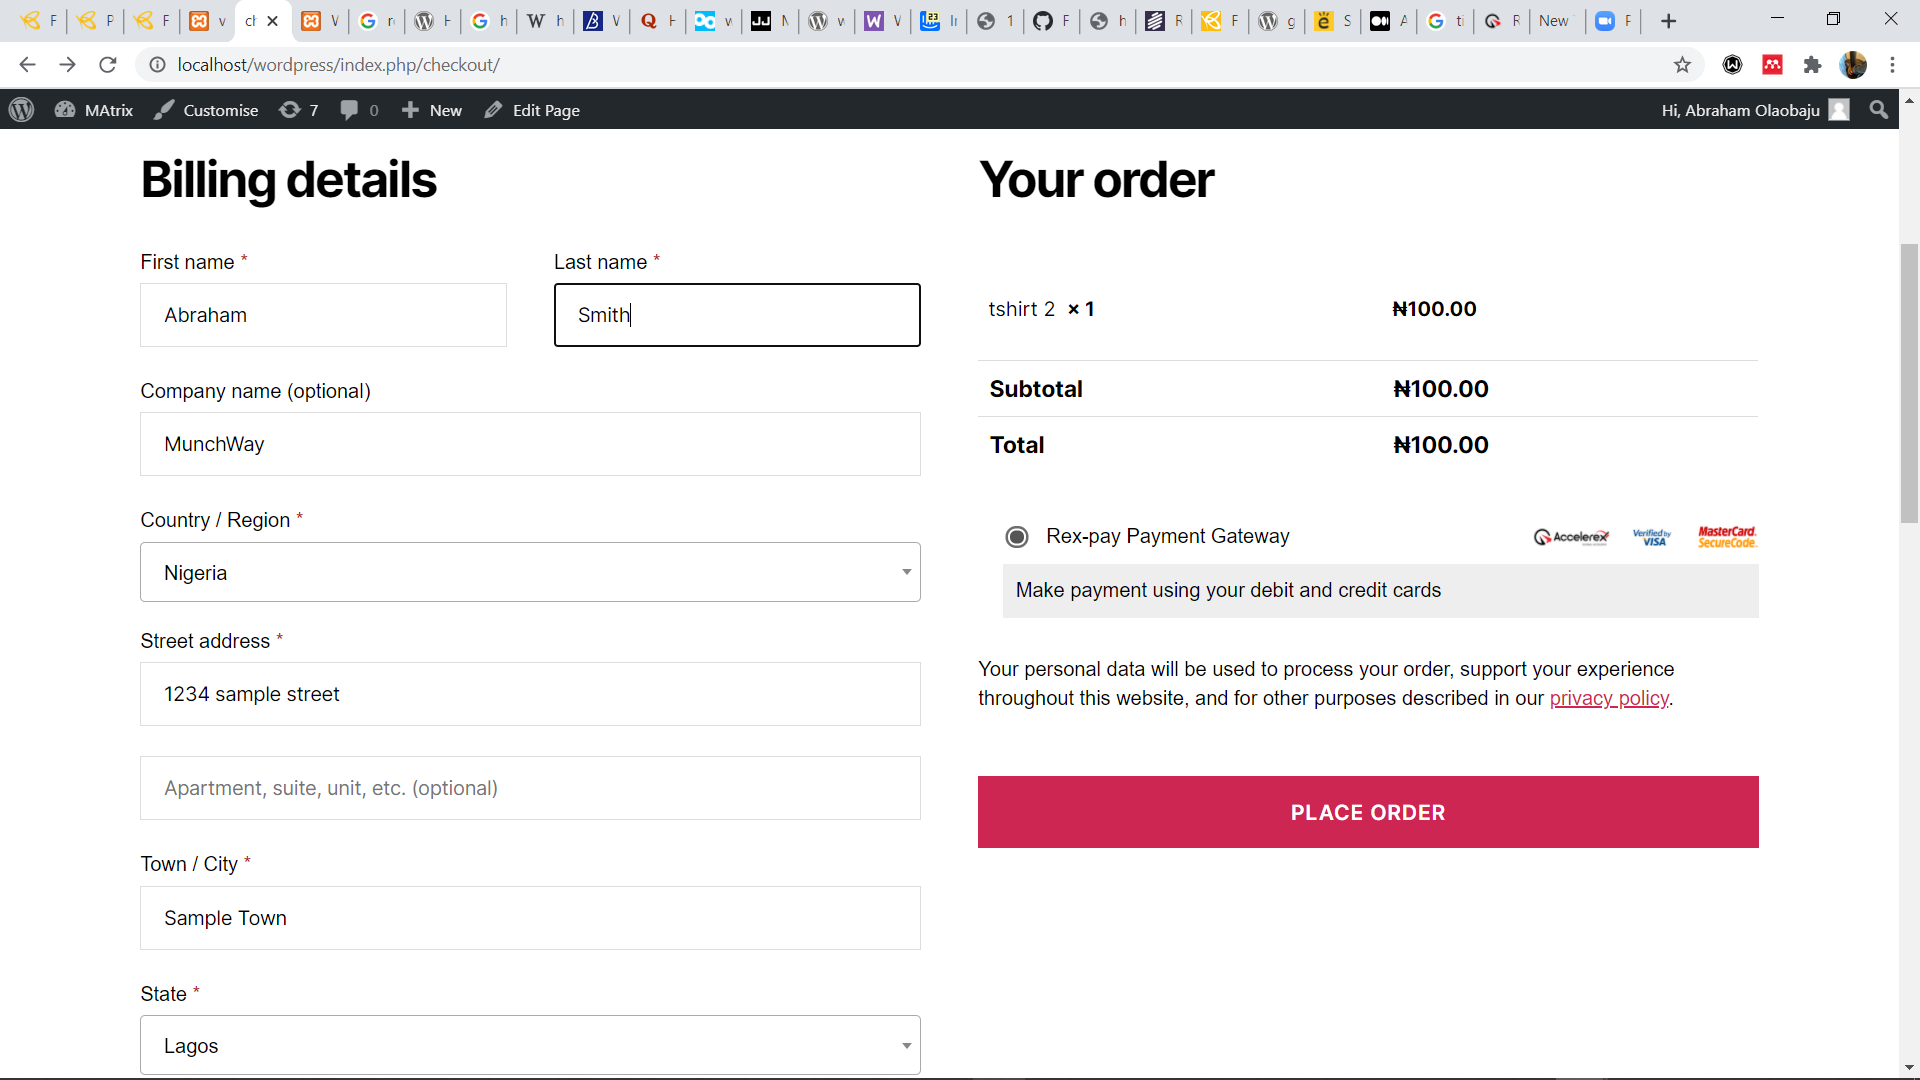 localhost/wordpress/index.php/checkout/
MAtrix Customise 7 0 New Edit Page Hi, Abraham Olaobaju
Billing details
First name * Last name *
Abraham Smith
Company name (optional)
MunchWay
Country / Region *
Nigeria
Street address *
1234 sample street
Apartment, suite, unit, etc. (optional)
Town / City *
Sample Town
State *
Lagos
Your order
tshirt 2 × 1 ₦100.00
Subtotal ₦100.00
Total ₦100.00
Rex-pay Payment Gateway Accelerex Verified by VISA MasterCard. SecureCode.
Make payment using your debit and credit cards
Your personal data will be used to process your order, support your experience
throughout this website, and for other purposes described in our privacy policy.
PLACE ORDER